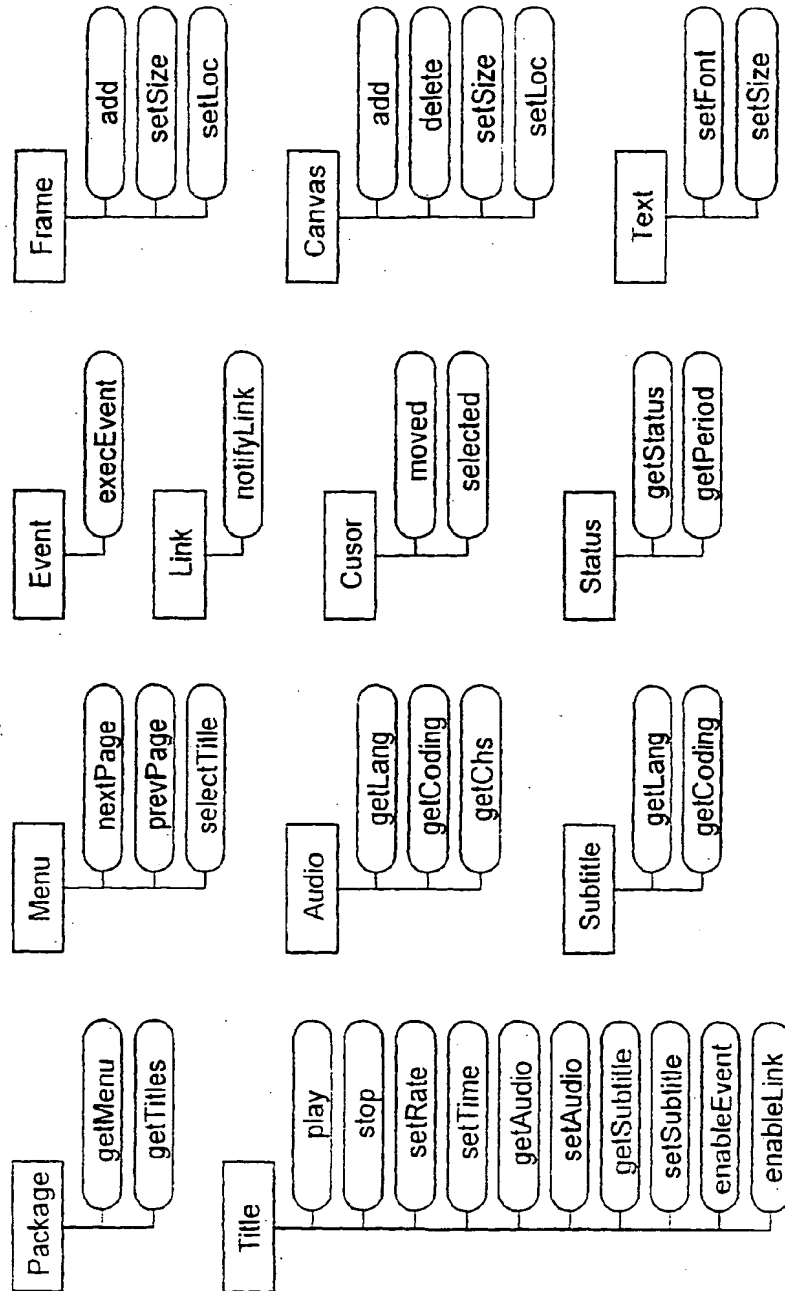 Package
getMenu
getTitles
Title
play
stop
setRate
setTime
getAudio
setAudio
getSubtitle
setSubtitle
enableEvent
enableLink
Menu
nextPage
prevPage
selectTitle
Audio
getLang
getCoding
getChs
Subtitle
getLang
getCoding
Event
execEvent
Link
notifyLink
Cusor
moved
selected
Status
getStatus
getPeriod
Frame
add
setSize
setLoc
Canvas
add
delete
setSize
setLoc
Text
setFont
setSize